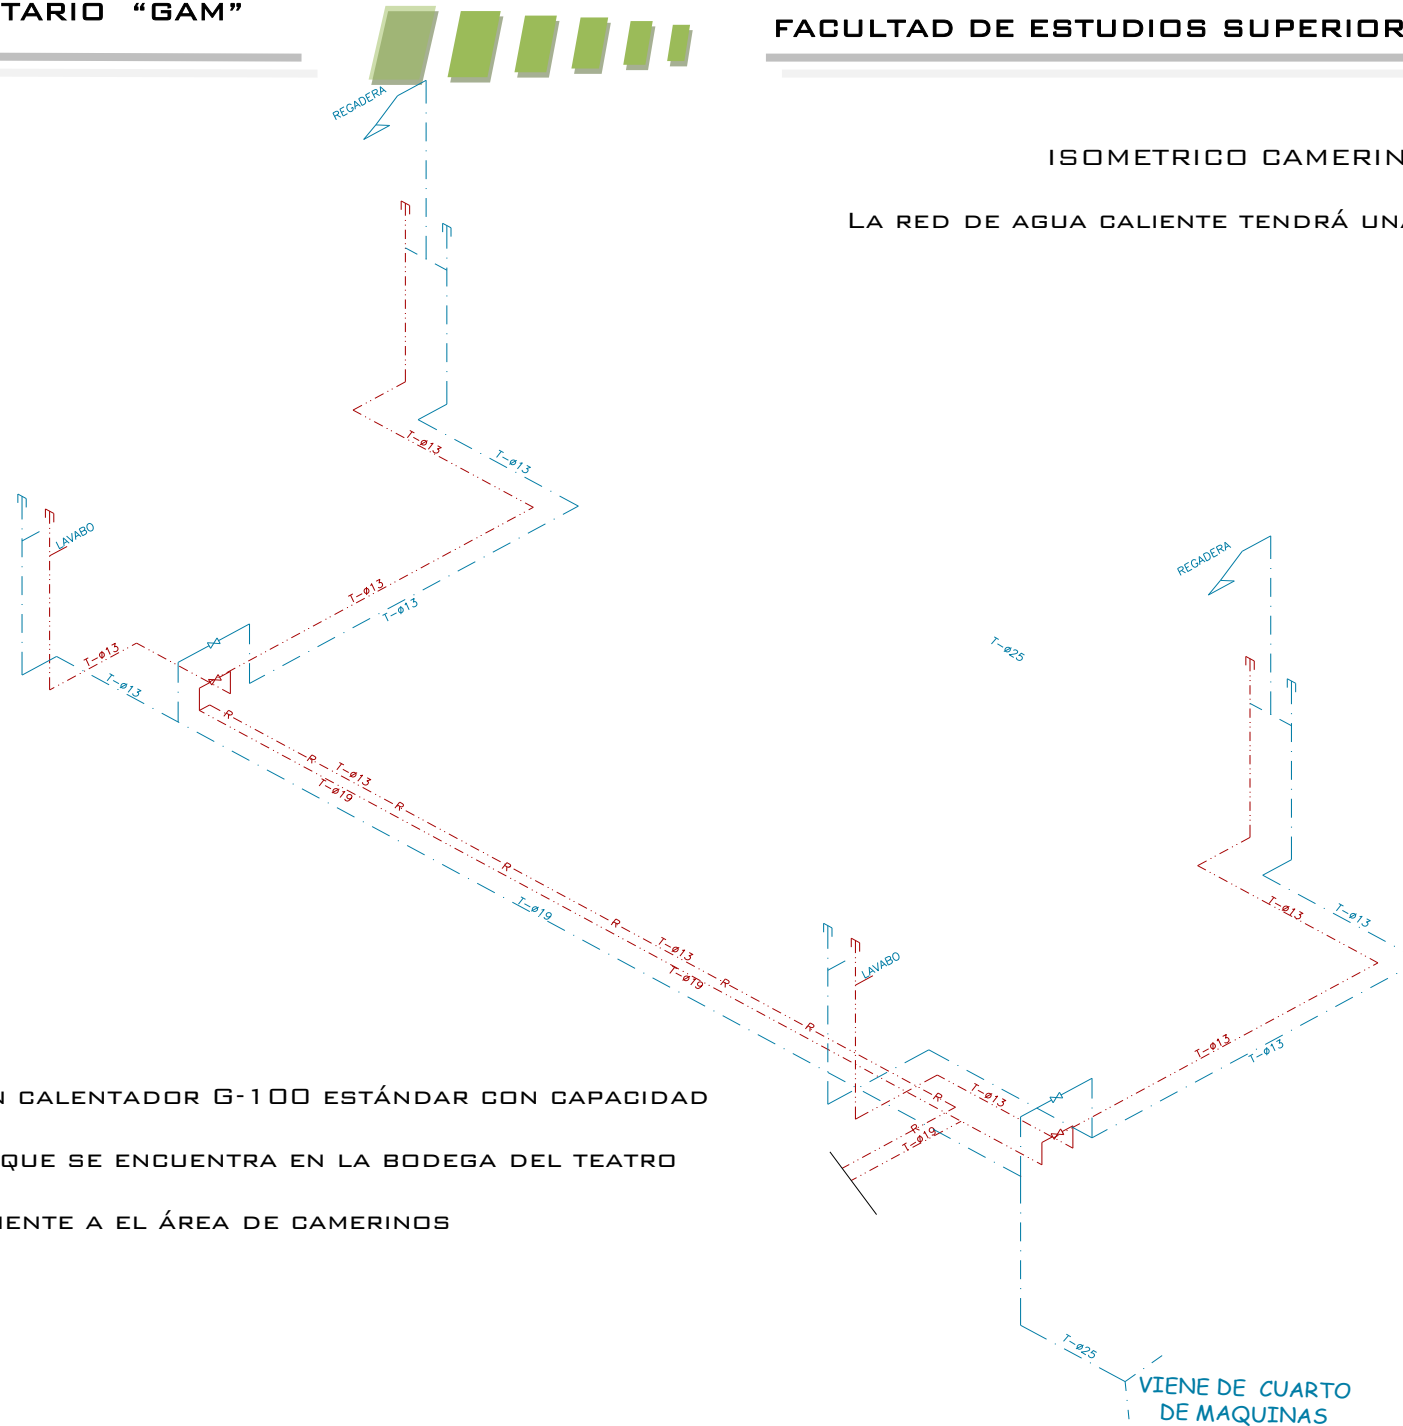 TARIO “GAM”
FACULTAD DE ESTUDIOS SUPERIOR
REGADERA
ISOMETRICO CAMERIN
LA RED DE AGUA CALIENTE TENDRÁ UNA
T-ø13
T-ø13
LAVABO
REGADERA
T-ø13
T-ø13
T-ø25
T-ø13
T-ø13
R
R
T-ø13
T-ø19
R
R
T-ø19
T-ø13
T-ø13
R
T-ø13
T-ø19
LAVABO
R
R
T-ø13
T-ø13
N CALENTADOR G-100 ESTÁNDAR CON CAPACIDAD
R
T-ø13
R
T-ø19
QUE SE ENCUENTRA EN LA BODEGA DEL TEATRO
IENTE A EL ÁREA DE CAMERINOS
T-ø25
VIENE DE CUARTO
DE MAQUINAS